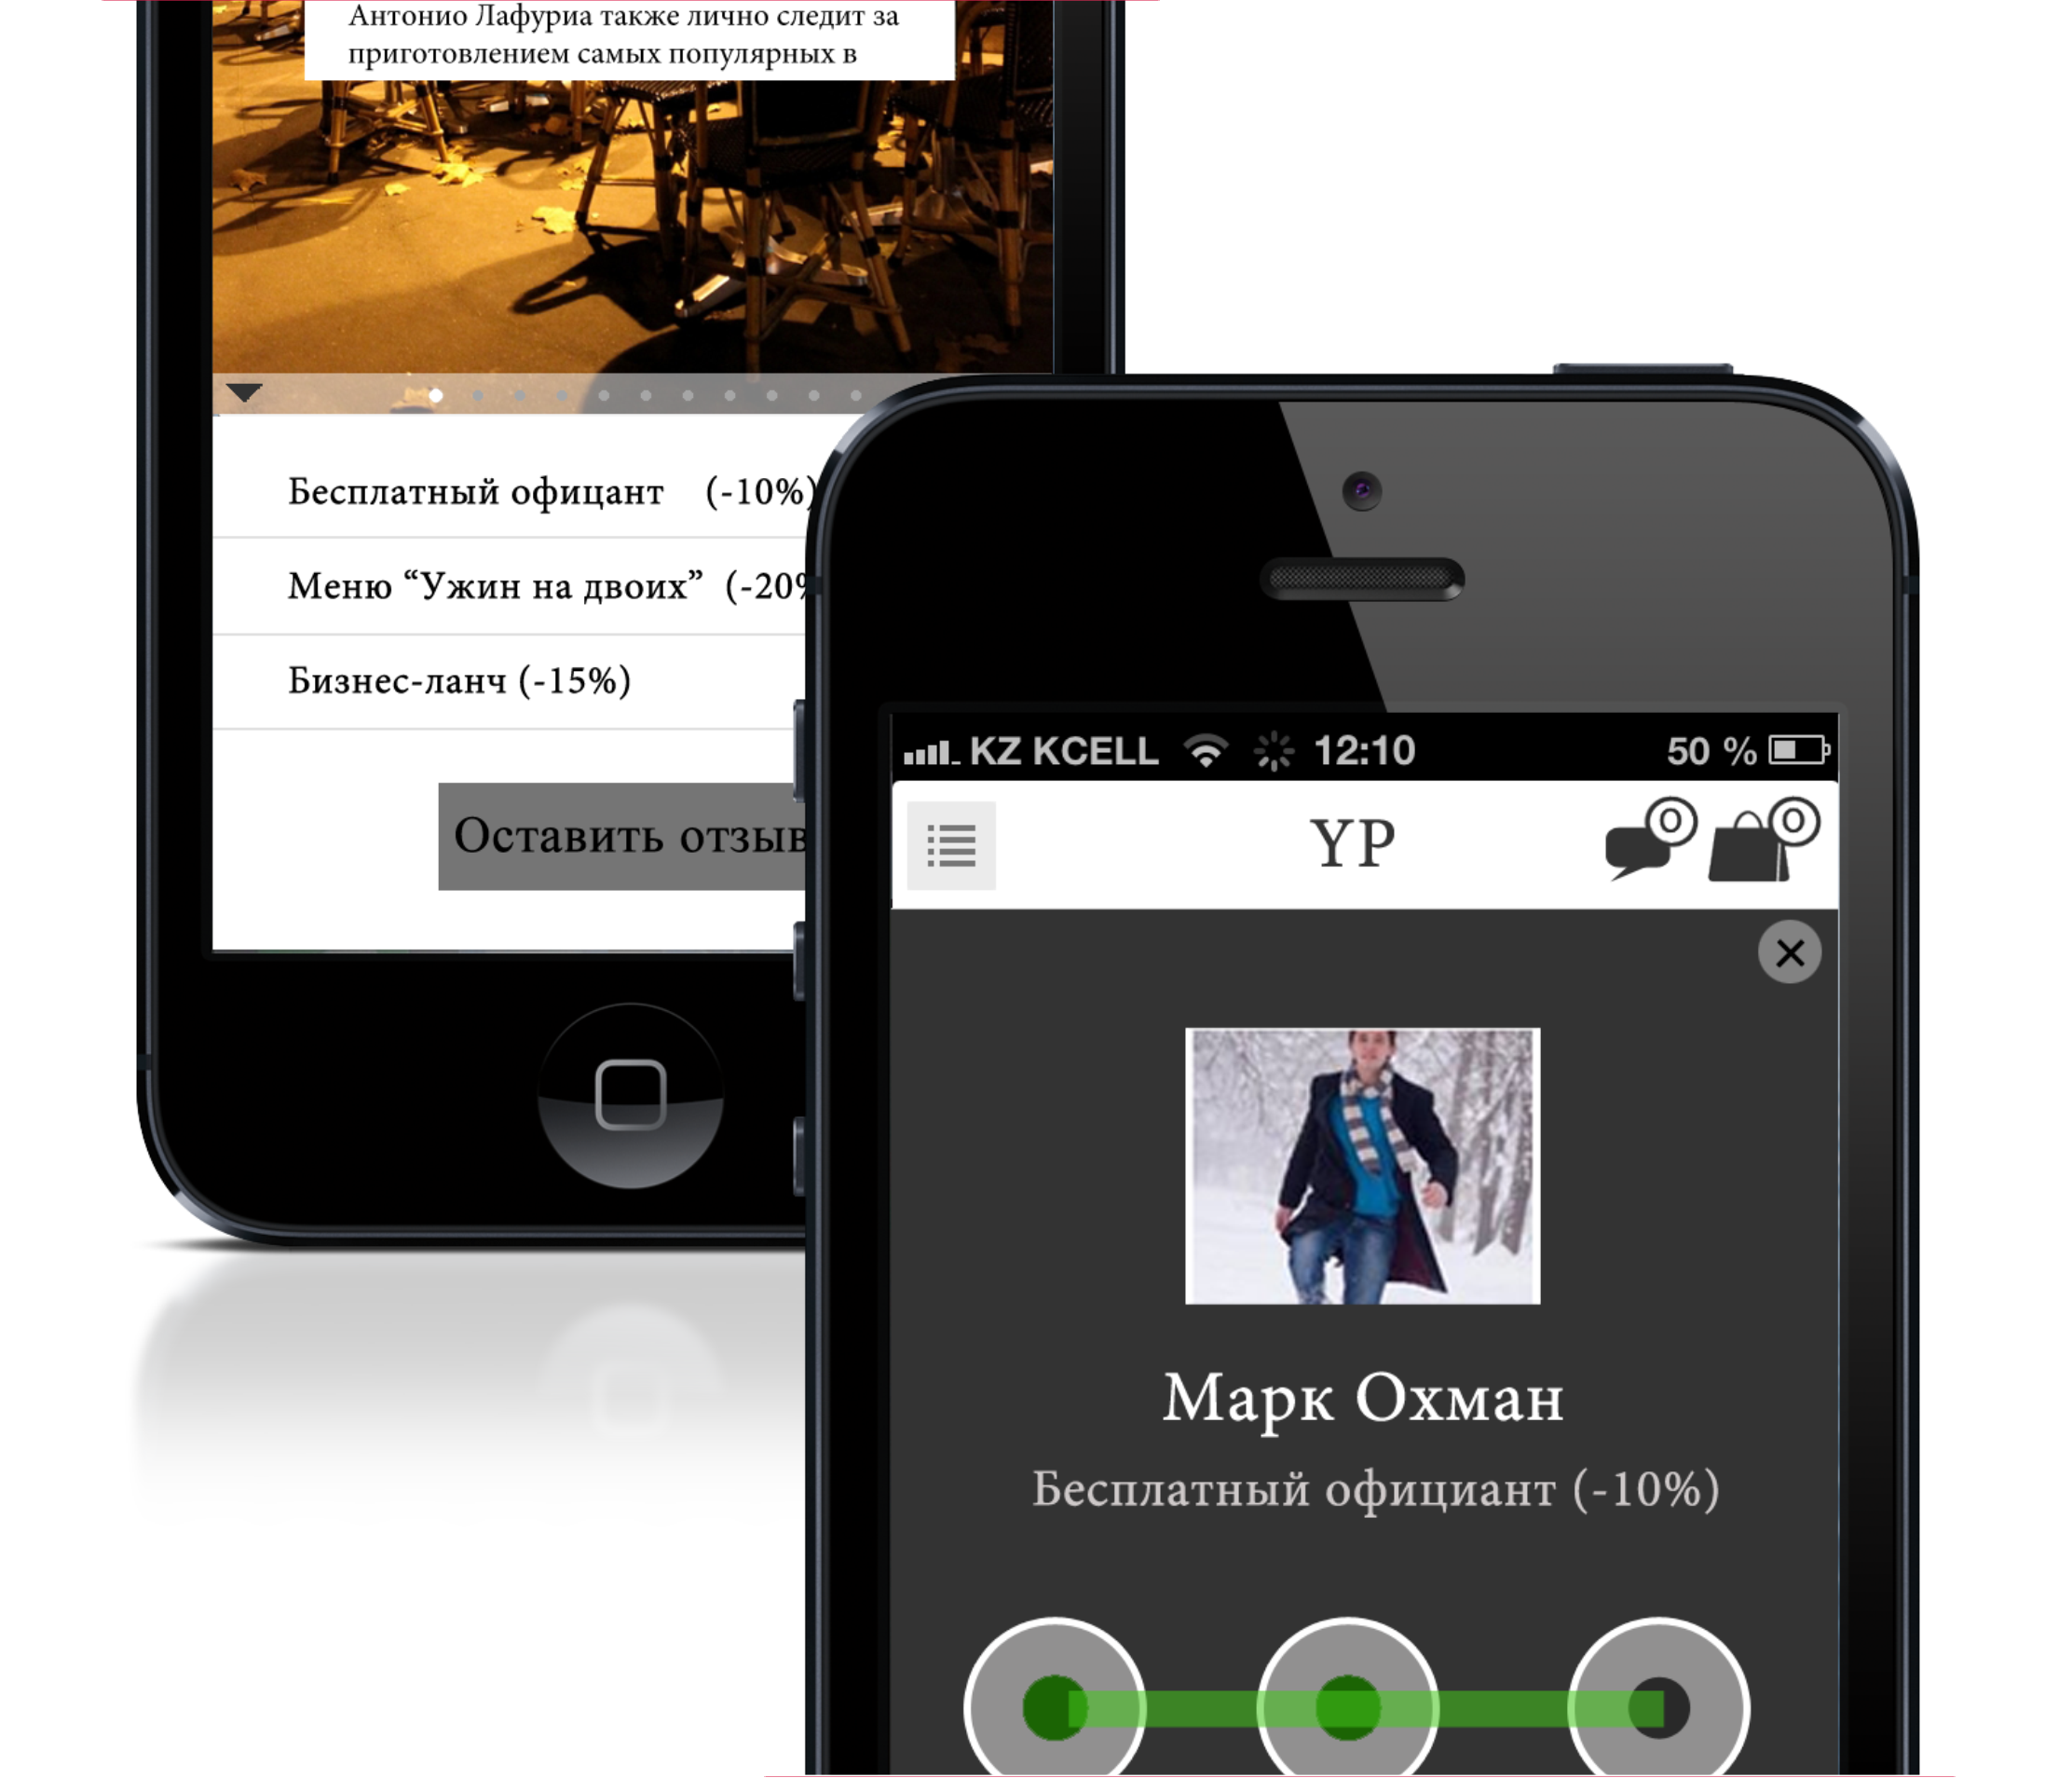 Антонио Лафуриа также лично следит за
приготовлением самых популярных в
Бесплатный официант (-10%)
Меню “Ужин на двоих” (-20%
Бизнес-ланч (-15%)
Оставить отзыв
KZ KCELL 12:10 50 %
YP 0 0
Марк Охман
Бесплатный официант (-10%)